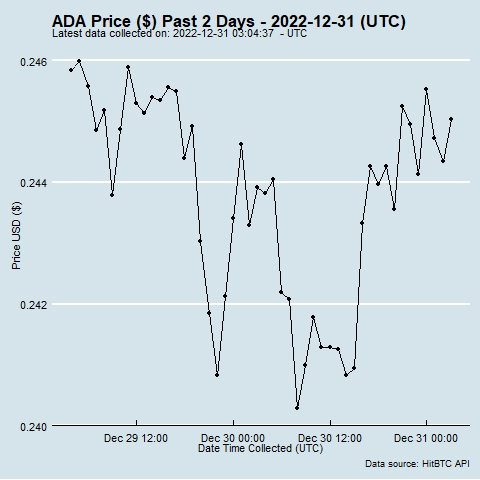 ADA Price ($) Past 2 Days - 2022-12-31 (UTC)
Latest data collected on: 2022-12-31 03:04:37 - UTC
0.246
0.244
0.242
0.240
Price USD ($)
Dec 29 12:00 Dec 30 00:00 Dec 30 12:00 Dec 31 00:00
Date Time Collected (UTC)
Data source: HitBTC API